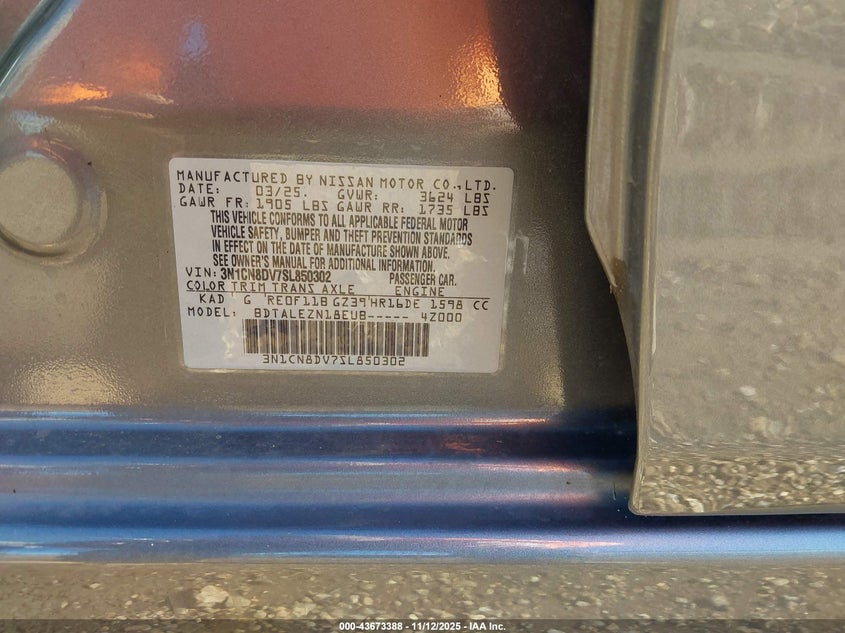 MANUFACTURED BY NISSAN MOTOR CO.,LTD.
DATE: 03/25. GVWR: 3624 LBS
GAWR FR: 1905 LBS GAWR RR: 1735 LBS
THIS VEHICLE CONFORMS TO ALL APPLICABLE FEDERAL MOTOR
VEHICLE SAFETY, BUMPER AND THEFT PREVENTION STANDARDS
IN EFFECT ON THE DATE OF MANUFACTURE SHOWN ABOVE.
SEE OWNER'S MANUAL FOR ADDITIONAL INFORMATION.
VIN: 3N1CN8DV7SL850302 PASSENGER CAR.
COLOR TRIM TRANS AXLE ENGINE
KAD G RE0F11B GZ39 HR16DE 1598 CC
MODEL: BDTALEZN18EUB----- 4Z000
3N1CN8DV7SL850302
000-43673388 - 11/12/2025 - IAA Inc.